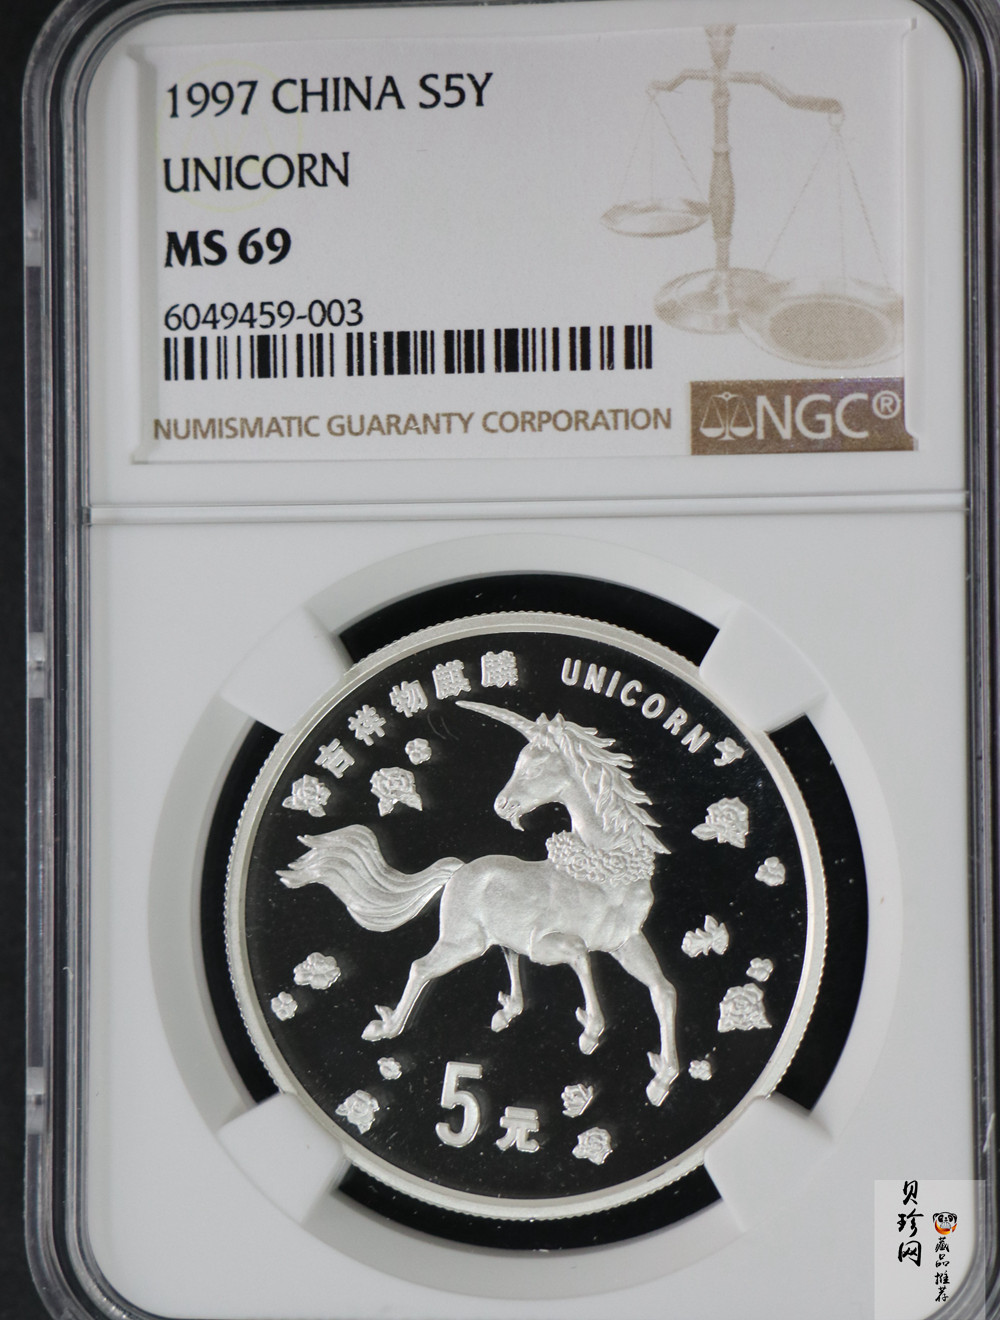 1997 CHINA S5Y
UNICORN
MS 69
6049459-003
NUMISMATIC GUARANTY CORPORATION
NGC®
吉祥物麒麟
UNICORN
5元
贝珍网
藏品推荐